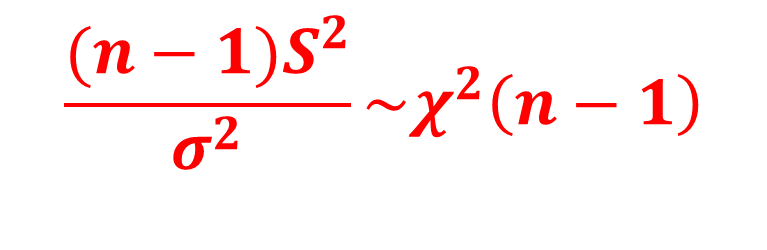 (n − 1)S²
σ² ~χ²(n − 1)